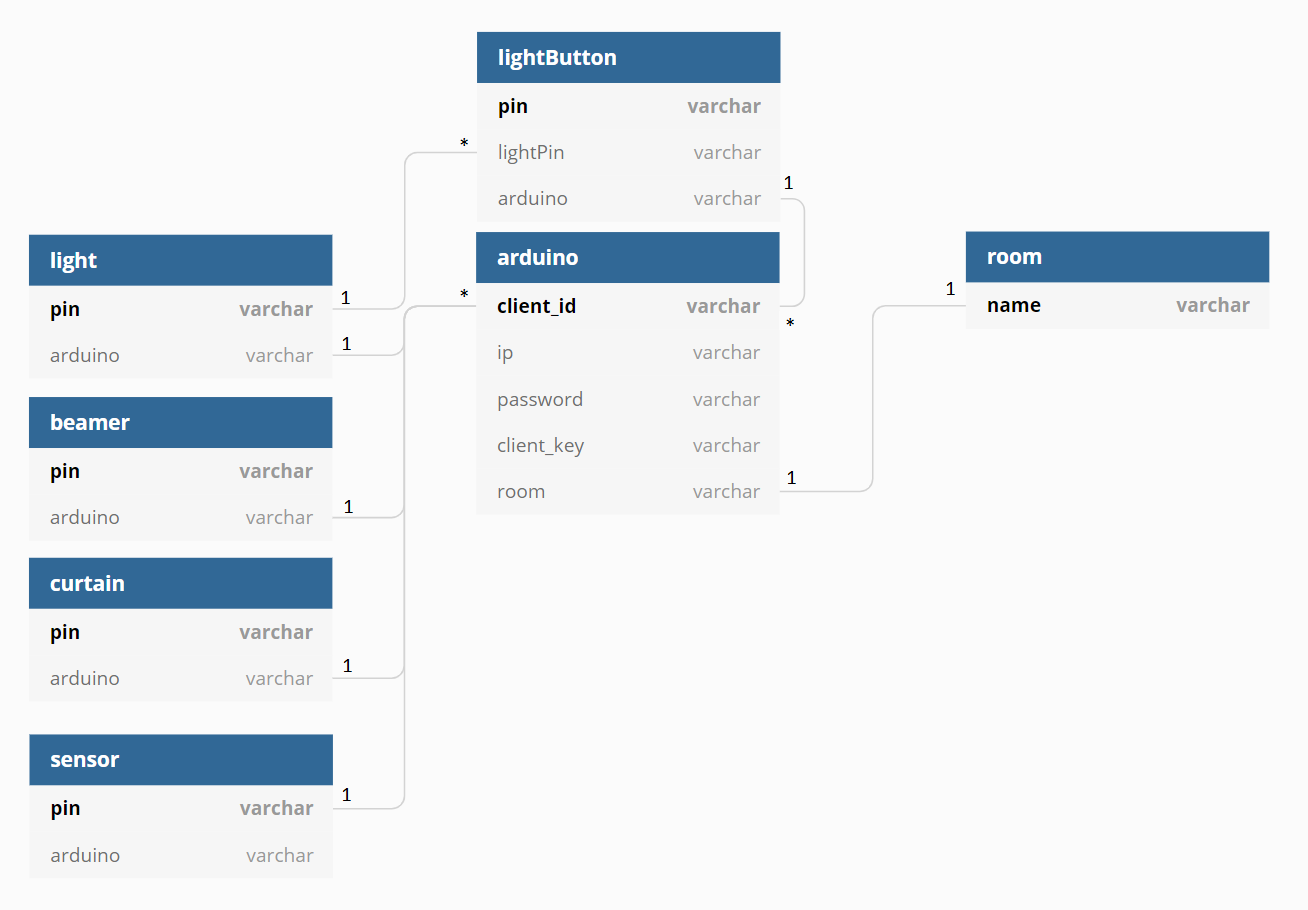 lightButton
pin varchar
* lightPin varchar
1
arduino varchar
light
pin varchar 1
arduino varchar 1
beamer
pin varchar
arduino varchar 1
curtain
pin varchar
arduino varchar 1
sensor
pin varchar 1
arduino varchar
arduino
* client_id varchar
*
ip varchar
password varchar
client_key varchar
room varchar 1
room
1 name varchar